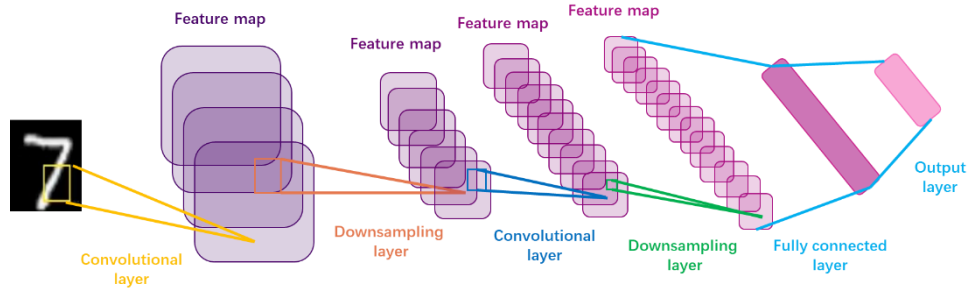 Feature map
Feature map
Feature map
Feature map
7
Convolutional
layer
Downsampling
layer
Convolutional
layer
Downsampling
layer
Fully connected
layer
Output
layer